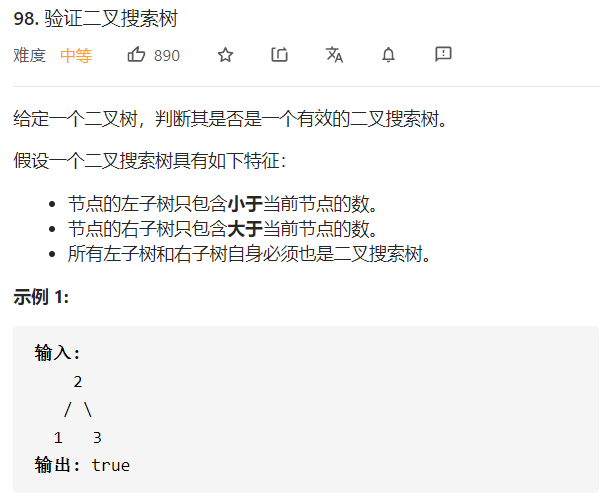 98. 验证二叉搜索树
难度 中等 890
给定一个二叉树，判断其是否是一个有效的二叉搜索树。
假设一个二叉搜索树具有如下特征：
• 节点的左子树只包含小于当前节点的数。
• 节点的右子树只包含大于当前节点的数。
• 所有左子树和右子树自身必须也是二叉搜索树。
示例 1:
输入:
2
/ \
1 3
输出: true